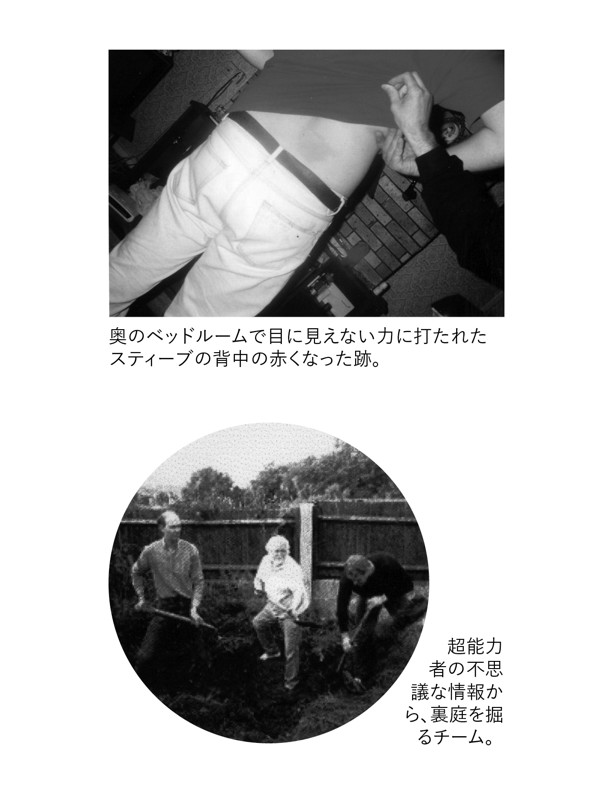 奥のベッドルームで目に見えない力に打たれた
スティーブの背中の赤くなった跡。
超能力
者の不思
議な情報か
ら、裏庭を掘
るチーム。